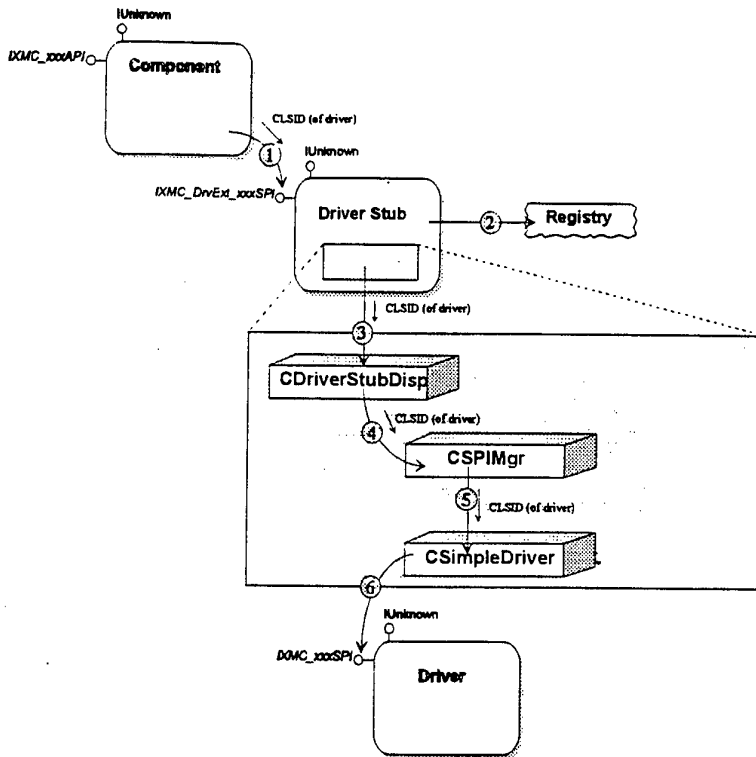 IUnknown
IXMC_xxxAPI
Component
CLSID (of driver)
1
IUnknown
IXMC_DrvExt_xxxSPI
Driver Stub
2
Registry
CLSID (of driver)
3
CDriverStubDisp
CLSID (of driver)
4
CSPIMgr
5
CLSID (of driver)
CSimpleDriver
6
IUnknown
IXMC_xxxSPI
Driver